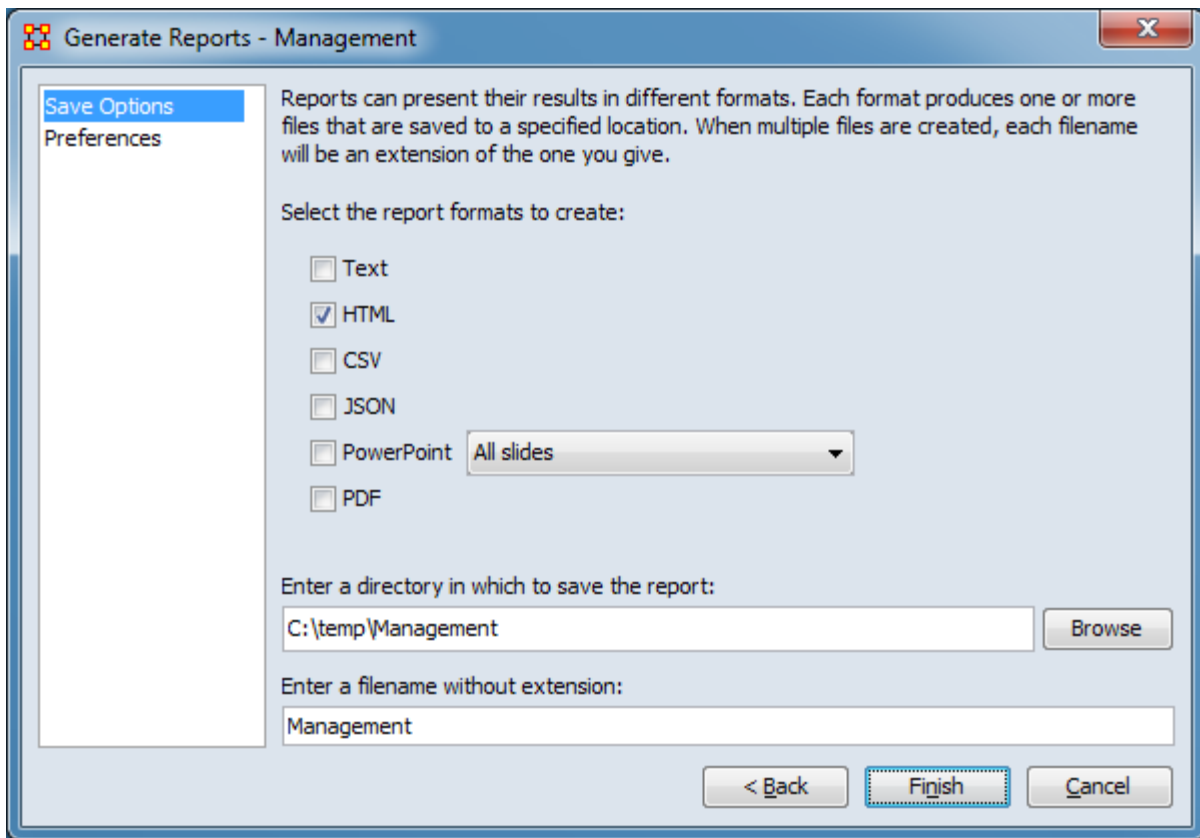 Generate Reports - Management
Save Options
Preferences
Reports can present their results in different formats. Each format produces one or more
files that are saved to a specified location. When multiple files are created, each filename
will be an extension of the one you give.
Select the report formats to create:
Text
HTML
CSV
JSON
PowerPoint All slides
PDF
Enter a directory in which to save the report:
C:\temp\Management Browse
Enter a filename without extension:
Management
< Back Finish Cancel